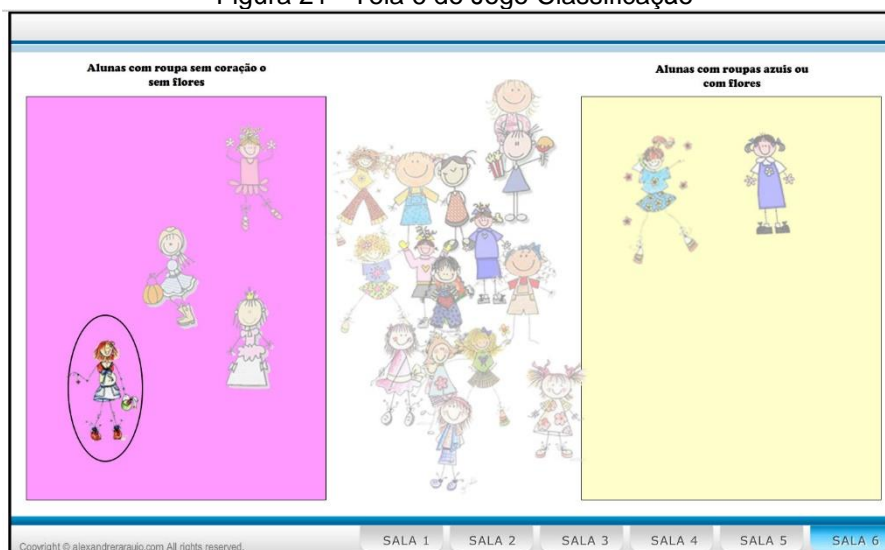 Figura 21 - Tela 6 do Jogo Classificação
Alunas com roupa sem coração o
sem flores
Alunas com roupas azuis ou
com flores
Copyright © alexandreraraujo.com All rights reserved.
SALA 1
SALA 2
SALA 3
SALA 4
SALA 5
SALA 6